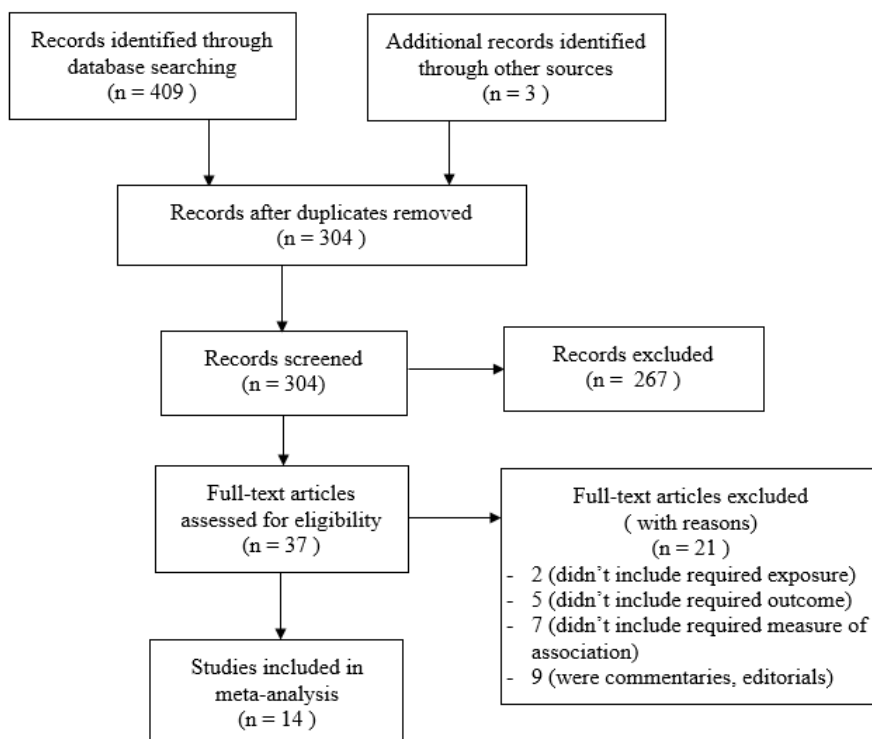 Records identified through
database searching
(n = 409 )
Additional records identified
through other sources
(n = 3 )
Records after duplicates removed
(n = 304 )
Records screened
(n = 304)
Records excluded
(n =  267 )
Full-text articles
assessed for eligibility
(n = 37 )
Full-text articles excluded
( with reasons)
(n = 21 )
- 2 (didn’t include required exposure)
- 5 (didn’t include required outcome)
- 7 (didn’t include required measure of
association)
- 9 (were commentaries, editorials)
Studies included in
meta-analysis
(n = 14 )